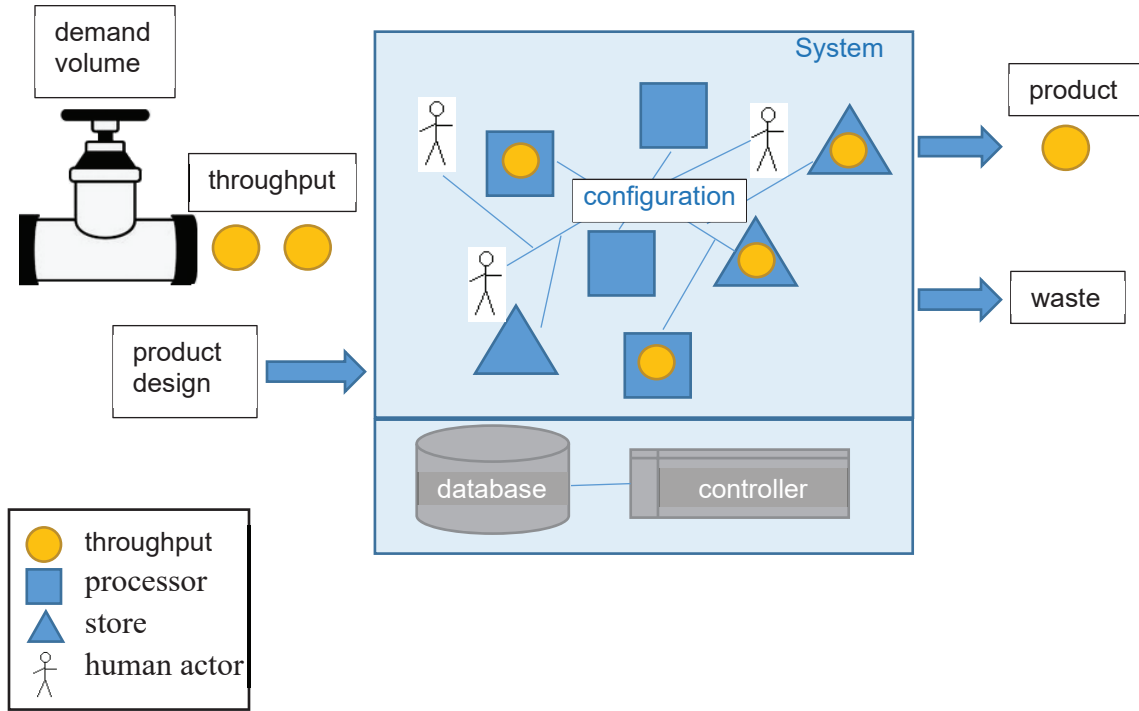 demand
volume
System
product
throughput
configuration
product
design
waste
database
controller
throughput
processor
store
human actor